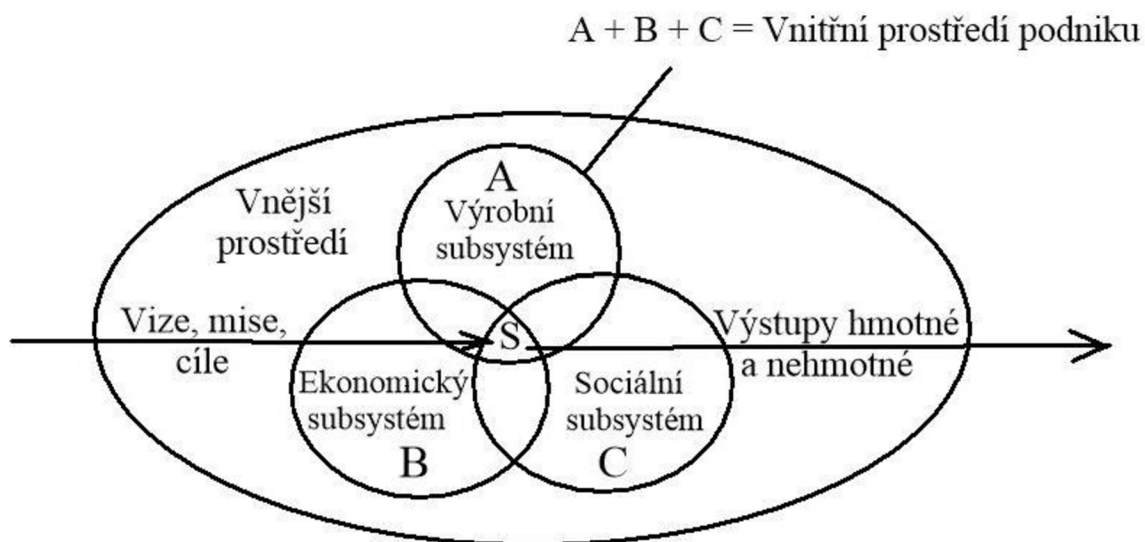 A + B + C = Vnitřní prostředí podniku
A
Výrobní
subsystém
Vnější
prostředí
Vize, mise,
cíle
S
Výstupy hmotné
a nehmotné
Ekonomický
subsystém
B
Sociální
subsystém
C